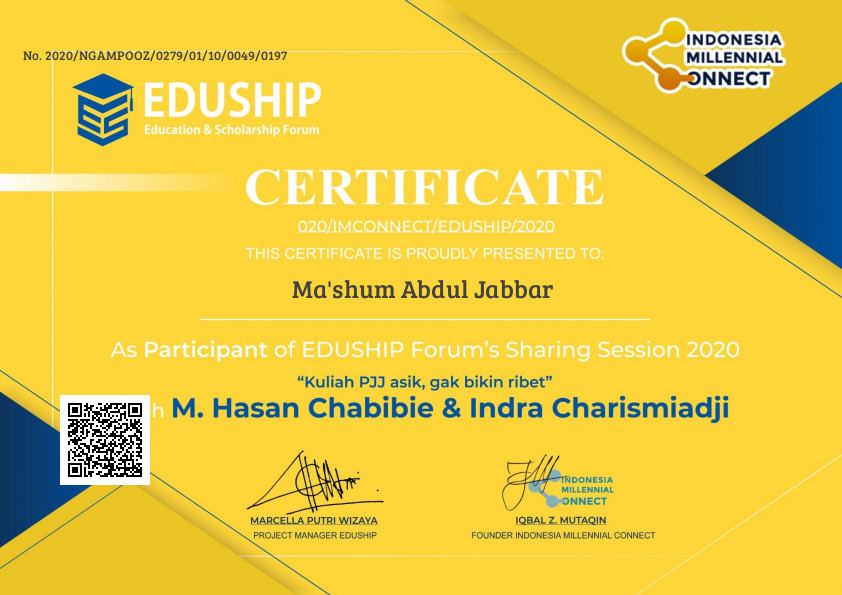 No. 2020/NGAMPOOZ/0279/01/10/0049/0197
INDONESIA
MILLENNIAL
CONNECT
EDUSHIP
Education & Scholarship Forum
CERTIFICATE
020/IMCONNECT/EDUSHIP/2020
THIS CERTIFICATE IS PROUDLY PRESENTED TO:
Ma'shum Abdul Jabbar
As Participant of EDUSHIP Forum's Sharing Session 2020
“Kuliah PJJ asik, gak bikin ribet”
h M. Hasan Chabibie & Indra Charismiadji
INDONESIA
MILLENNIAL
CONNECT
MARCELLA PUTRI WIZAYA
PROJECT MANAGER EDUSHIP
IQBAL Z. MUTAQIN
FOUNDER INDONESIA MILLENNIAL CONNECT